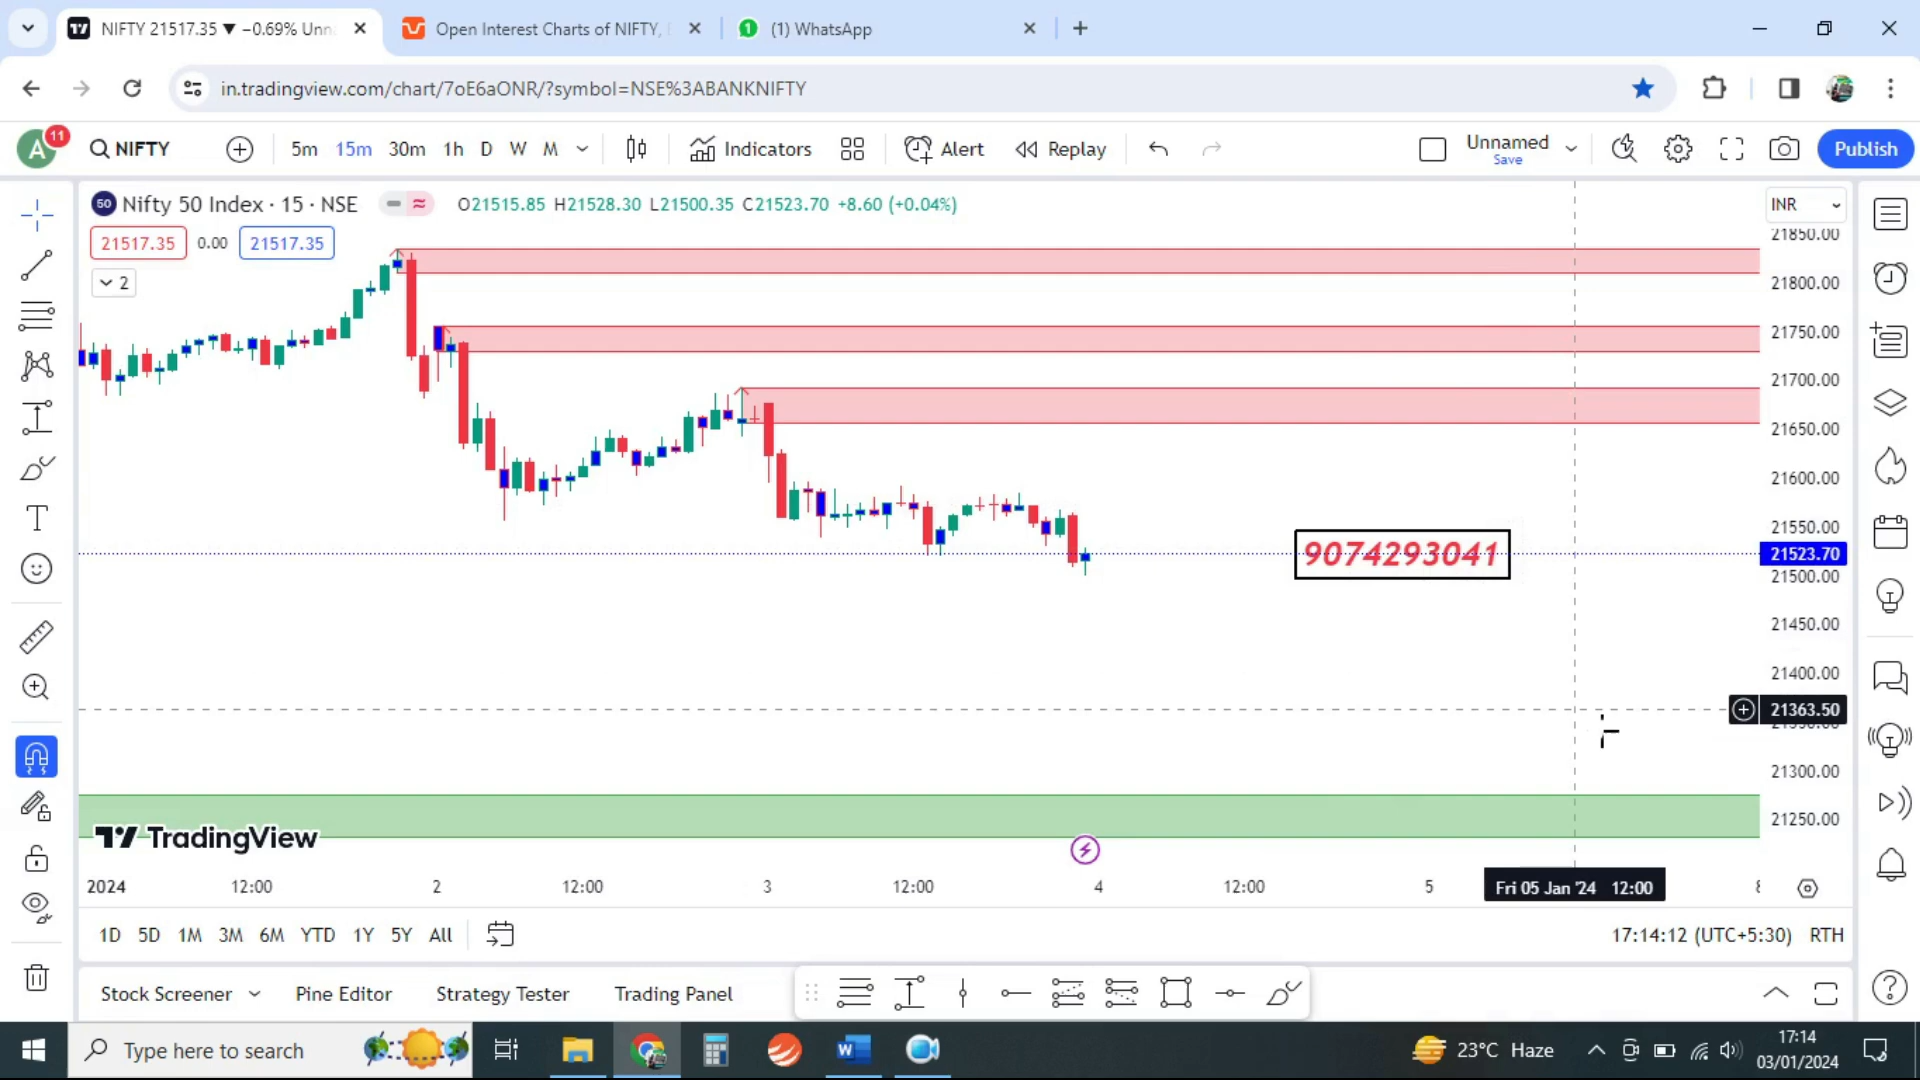 NIFTY 21517.35 ▼ −0.69% Unn
Open Interest Charts of NIFTY,
(1) WhatsApp
in.tradingview.com/chart/7oE6aONR/?symbol=NSE%3ABANKNIFTY
A
11
NIFTY
5m
15m
30m
1h
D
W
M
Indicators
Alert
Replay
Unnamed
Save
Publish
50 Nifty 50 Index · 15 · NSE
O21515.85 H21528.30 L21500.35 C21523.70 +8.60 (+0.04%)
INR
21517.35
0.00
21517.35
2
21850.00
21800.00
21750.00
21700.00
21650.00
21600.00
21550.00
21523.70
21500.00
21450.00
21400.00
21363.50
21300.00
21250.00
9074293041
TradingView
2024
12:00
2
12:00
3
12:00
4
12:00
5
Fri 05 Jan '24 12:00
8
1D
5D
1M
3M
6M
YTD
1Y
5Y
All
17:14:12 (UTC+5:30)
RTH
Stock Screener
Pine Editor
Strategy Tester
Trading Panel
Type here to search
23°C Haze
17:14
03/01/2024